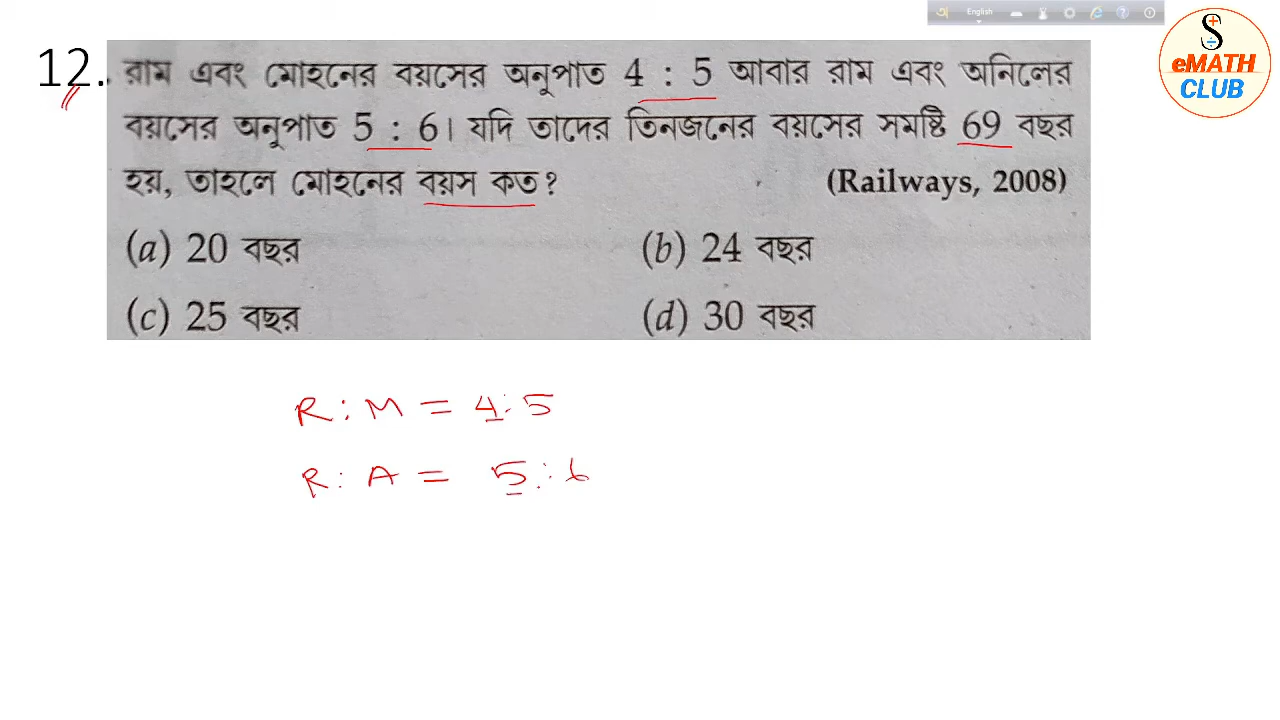 English
S
eMATH
CLUB
12.
রাম এবং মোহনের বয়সের অনুপাত 4 : 5 আবার রাম এবং অনিলের
বয়সের অনুপাত 5 : 6। যদি তাদের তিনজনের বয়সের সমষ্টি 69 বছর
হয়, তাহলে মোহনের বয়স কত? (Railways, 2008)
(a) 20 বছর (b) 24 বছর
(c) 25 বছর (d) 30 বছর
R : M = 4 : 5
R : A = 5 : 6